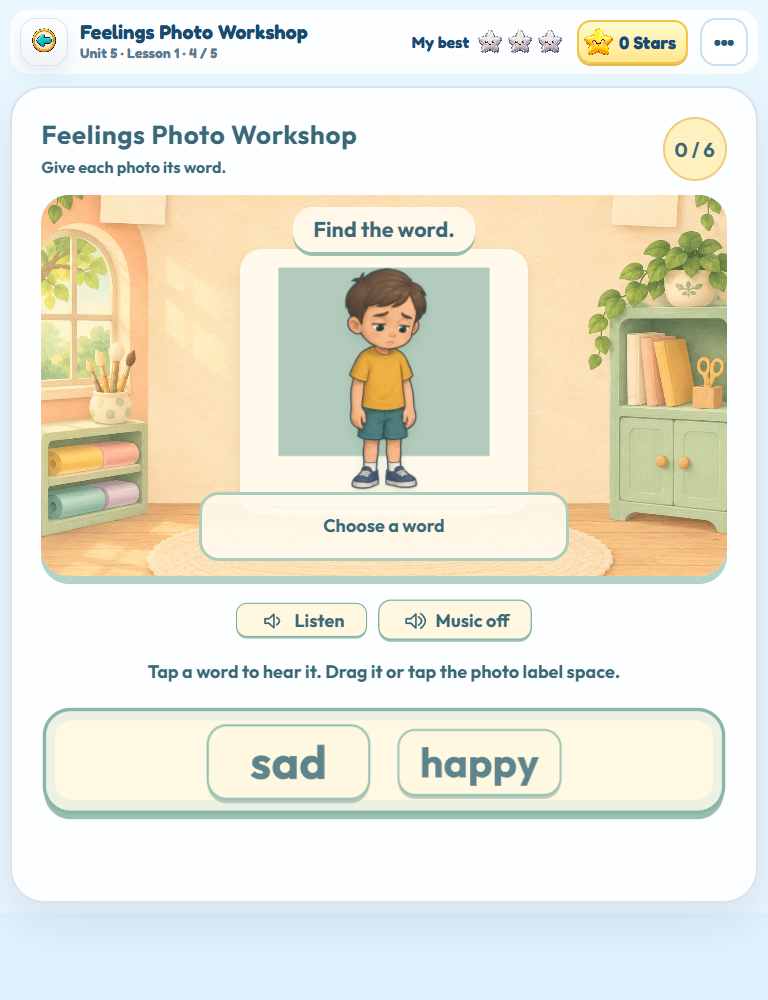 Feelings Photo Workshop
Unit 5 · Lesson 1 · 4 / 5
My best
0 Stars
•••
Feelings Photo Workshop
Give each photo its word.
0 / 6
Find the word.
Choose a word
Listen
Music off
Tap a word to hear it. Drag it or tap the photo label space.
sad
happy